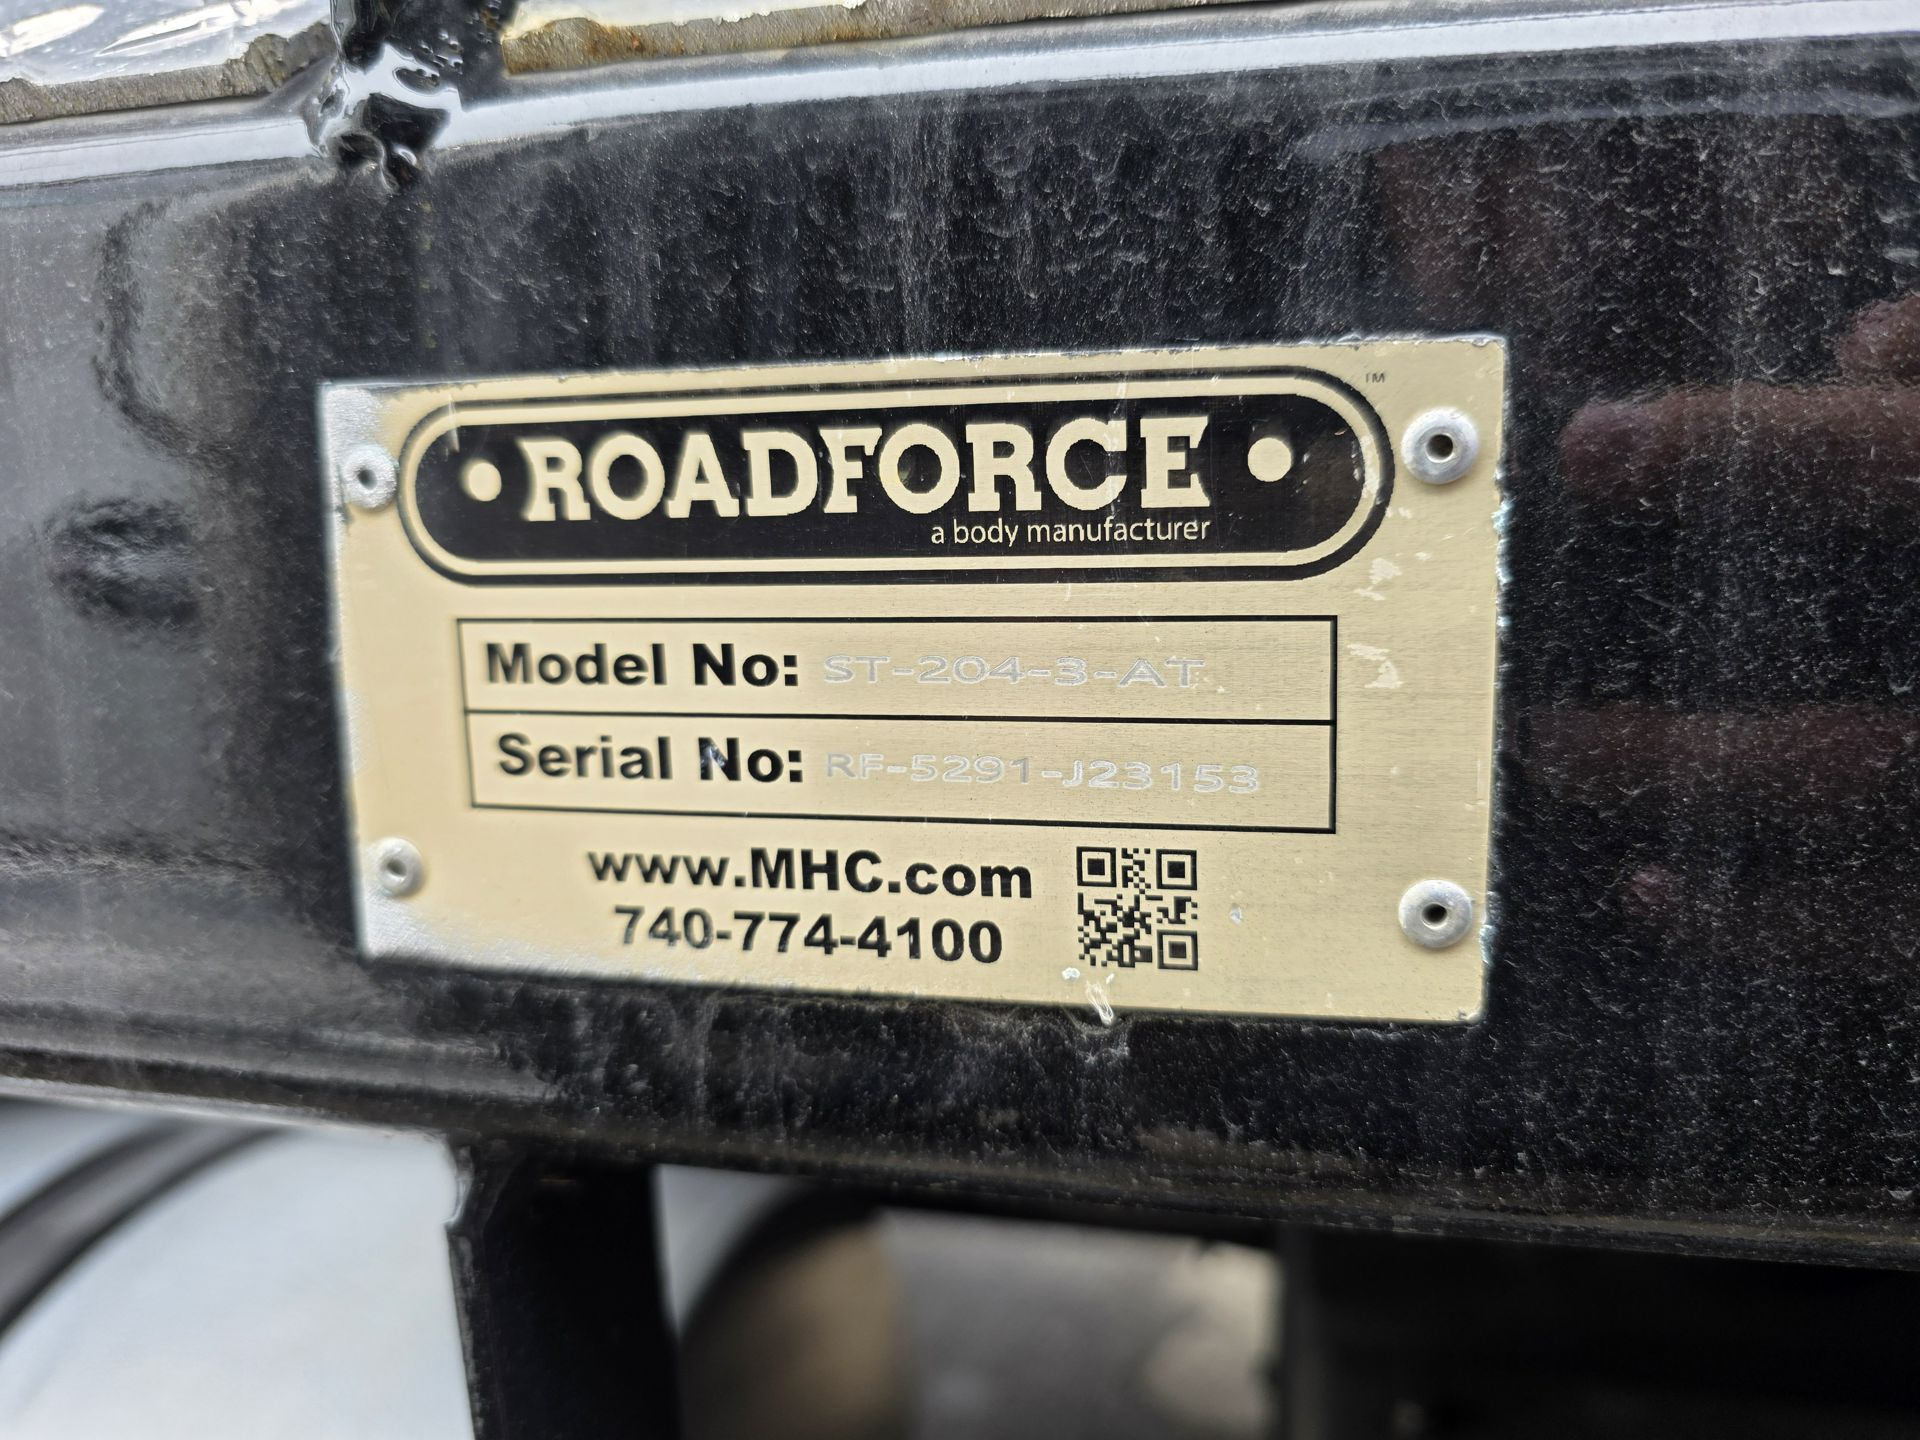 TM
• ROADFORCE •
a body manufacturer
Model No: ST-204-3-AT
Serial No: RF-5291-J23153
www.MHC.com
740-774-4100